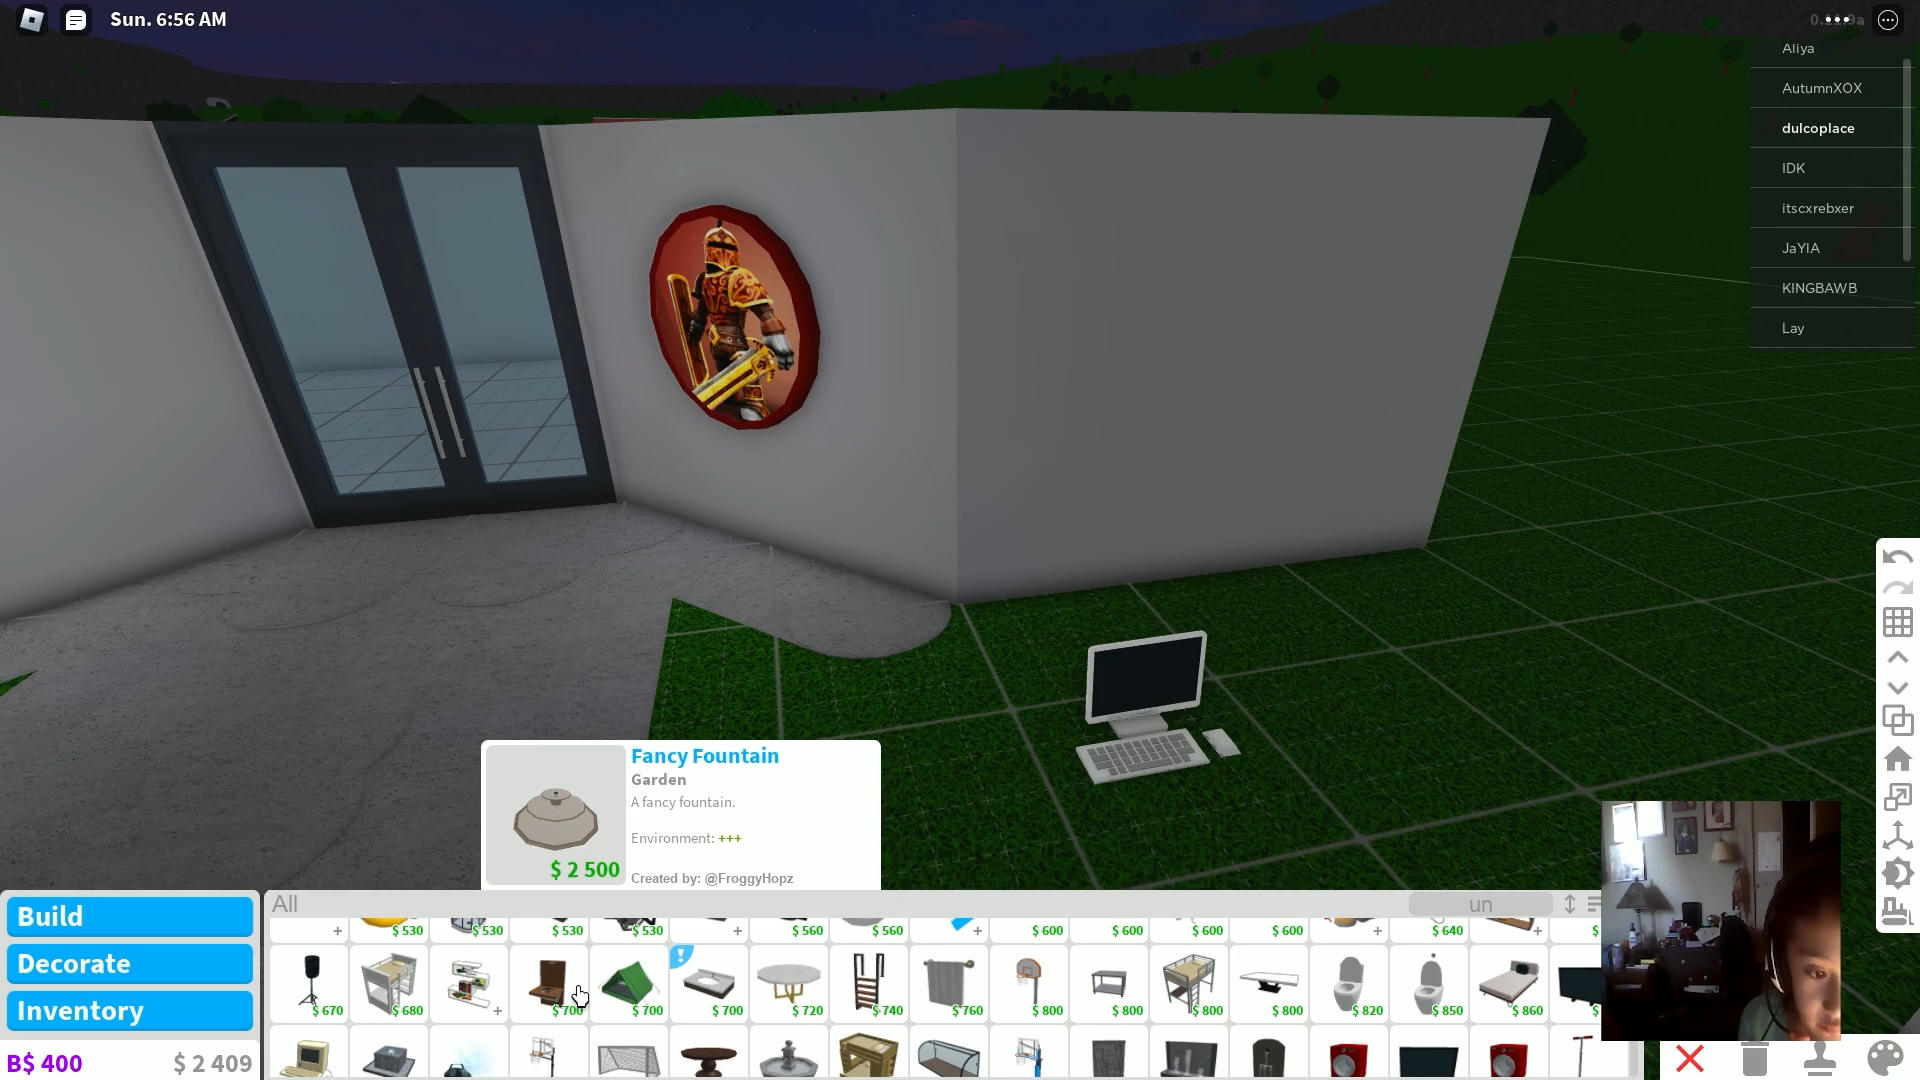 Sun. 6:56 AM
Aliya
AutumnXOX
dulcoplace
IDK
itscxrebxer
JaYlA
KINGBAWB
Lay
Fancy Fountain
Garden
A fancy fountain.
Environment: +++
$ 2 500
Created by: @FroggyHopz
Build
Decorate
Inventory
B$ 400
$ 2 409
All
un
+ $ 530 $ 530 $ 530 $ 530 + $ 560 $ 560 + $ 600 $ 600 $ 600 $ 600 + $ 640 + $
$ 670 $ 680 + $ 700 $ 700 $ 700 $ 720 $ 740 $ 760 $ 800 $ 800 $ 800 $ 800 $ 820 $ 850 $ 860 $